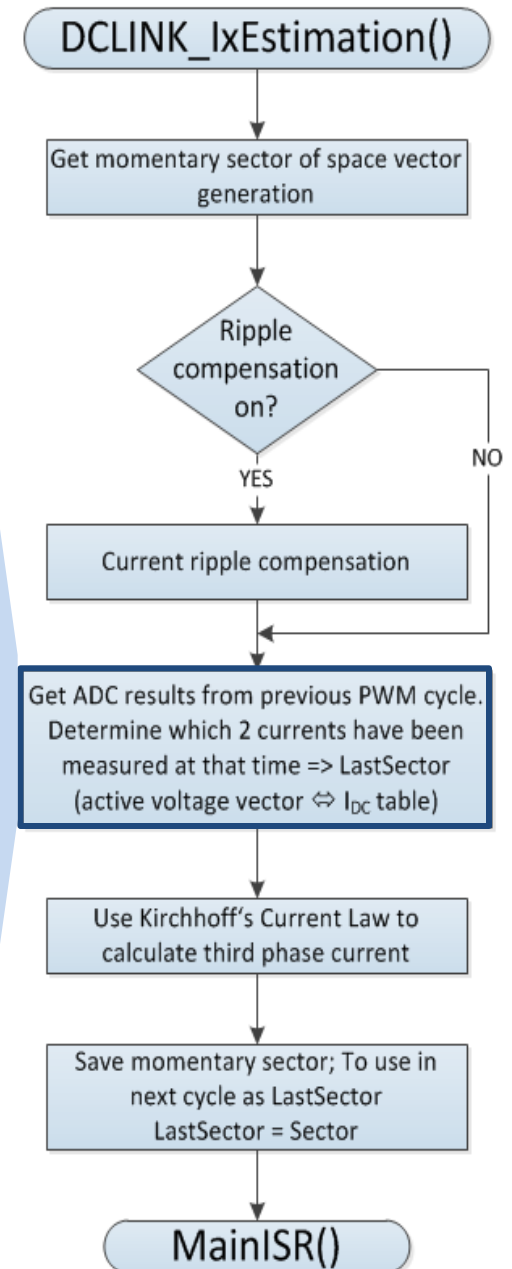 DCLINK_IxEstimation()
Get momentary sector of space vector
generation
Ripple
compensation
on?
NO
YES
Current ripple compensation
Get ADC results from previous PWM cycle.
Determine which 2 currents have been
measured at that time => LastSector
(active voltage vector ⇔ IDC table)
Use Kirchhoff's Current Law to
calculate third phase current
Save momentary sector; To use in
next cycle as LastSector
LastSector = Sector
MainISR()